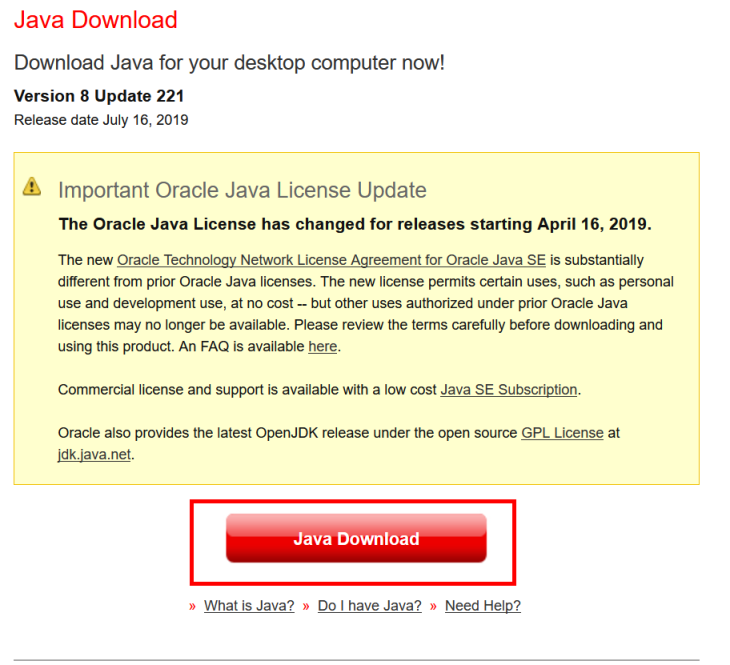 Java Download
Download Java for your desktop computer now!
Version 8 Update 221
Release date July 16, 2019
Important Oracle Java License Update
The Oracle Java License has changed for releases starting April 16, 2019.
The new Oracle Technology Network License Agreement for Oracle Java SE is substantially
different from prior Oracle Java licenses. The new license permits certain uses, such as personal
use and development use, at no cost -- but other uses authorized under prior Oracle Java
licenses may no longer be available. Please review the terms carefully before downloading and
using this product. An FAQ is available here.
Commercial license and support is available with a low cost Java SE Subscription.
Oracle also provides the latest OpenJDK release under the open source GPL License at
jdk.java.net.
Java Download
» What is Java? » Do I have Java? » Need Help?